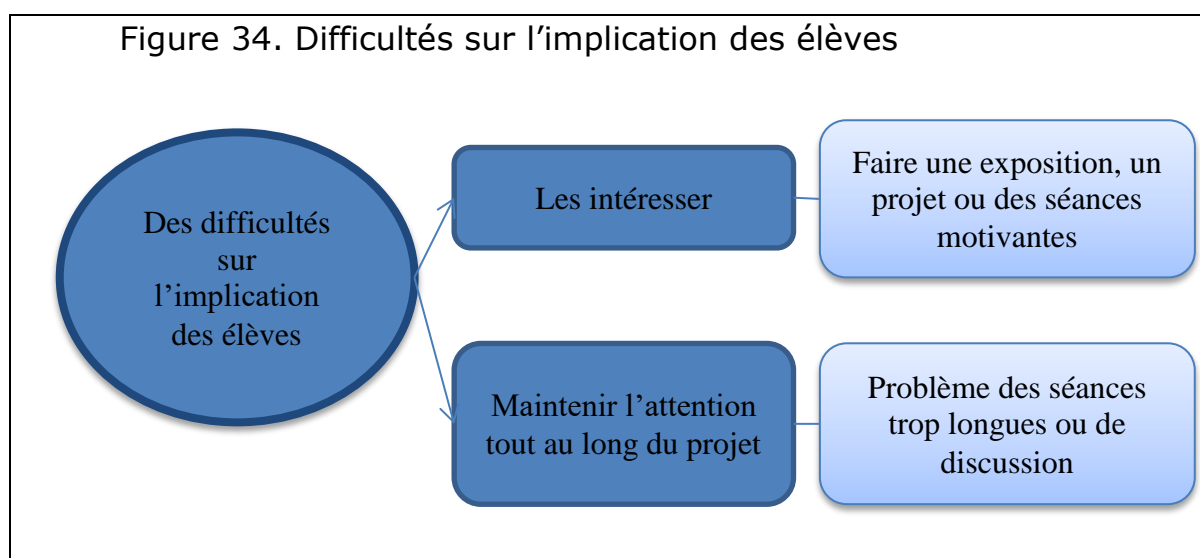 Figure 34. Difficultés sur l’implication des élèves
Des difficultés
sur
l’implication
des élèves
Les intéresser
Faire une exposition, un
projet ou des séances
motivantes
Maintenir l’attention
tout au long du projet
Problème des séances
trop longues ou de
discussion